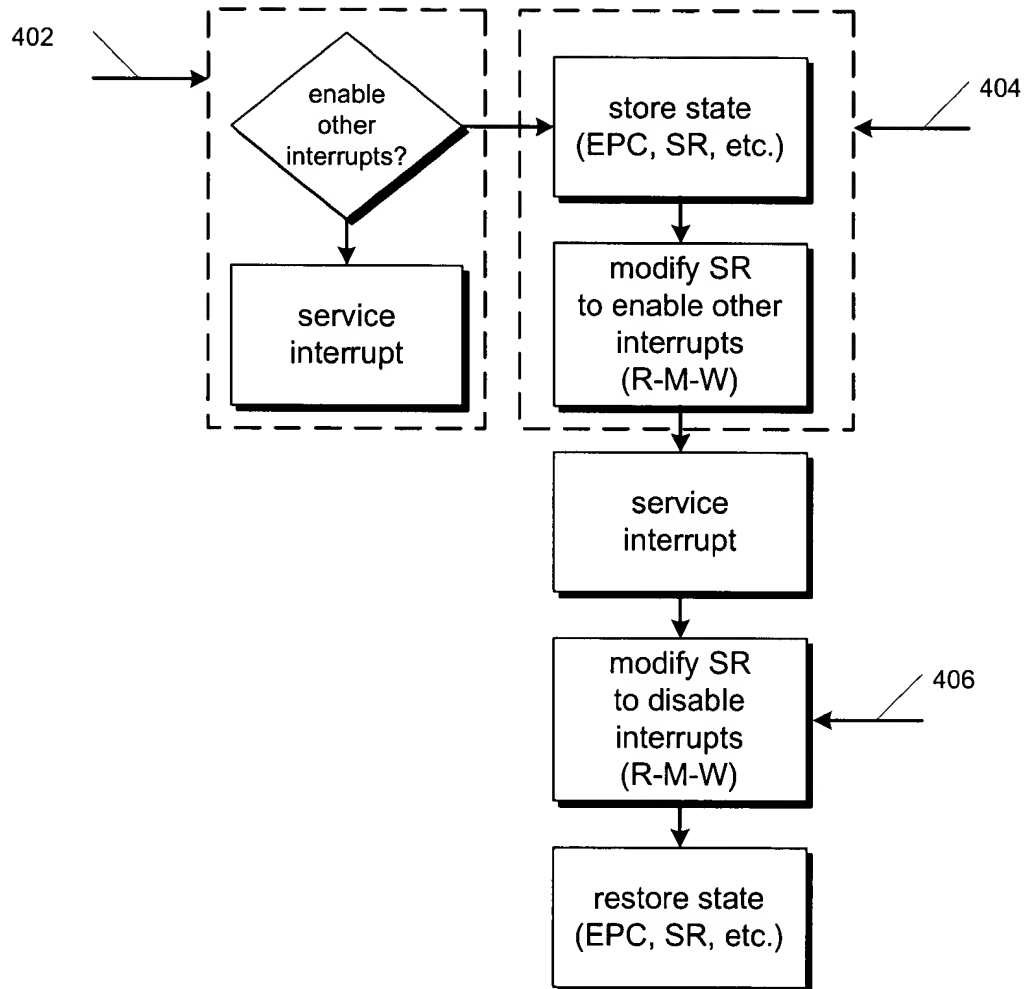 402
enable
other
interrupts?
service
interrupt
store state
(EPC, SR, etc.)
404
modify SR
to enable other
interrupts
(R-M-W)
service
interrupt
modify SR
to disable
interrupts
(R-M-W)
406
restore state
(EPC, SR, etc.)